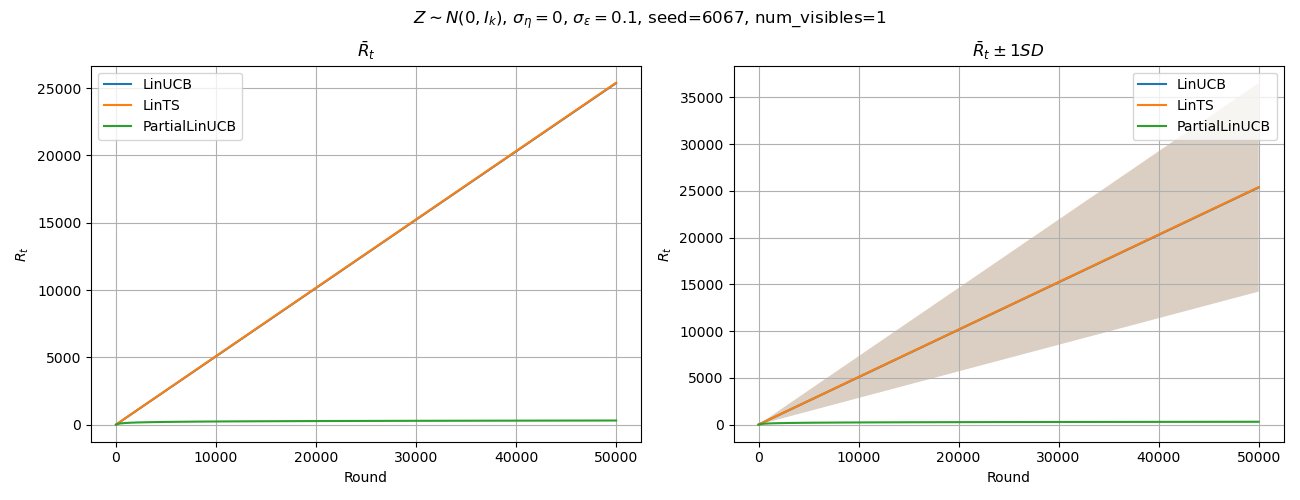 Z ∼ N(0, I_k), σ_η = 0, σ_ε = 0.1, seed=6067, num_visibles=1
R̄_t
LinUCB
LinTS
PartialLinUCB
25000
20000
15000
10000
5000
0
R_t
0 10000 20000 30000 40000 50000
Round
R̄_t ± 1SD
LinUCB
LinTS
PartialLinUCB
35000
30000
25000
20000
15000
10000
5000
0
R_t
0 10000 20000 30000 40000 50000
Round